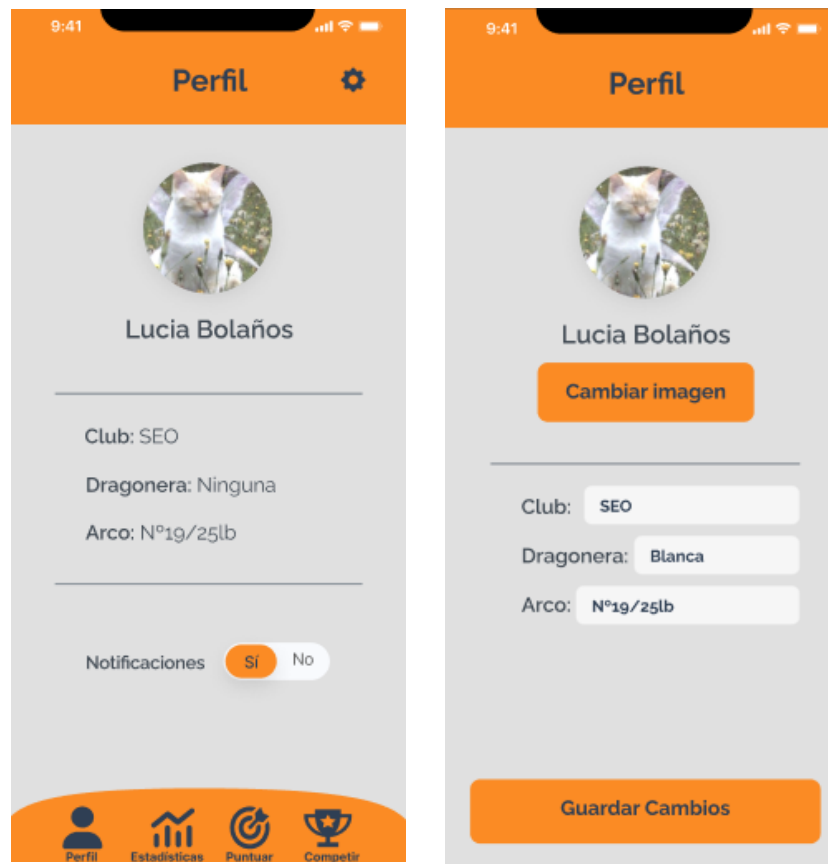 9:41
Perfil
Lucia Bolaños
Club: SEO
Dragonera: Ninguna
Arco: Nº19/25lb
Notificaciones Sí No
Perfil Estadísticas Puntuar Competir
9:41
Perfil
Lucia Bolaños
Cambiar imagen
Club: SEO
Dragonera: Blanca
Arco: Nº19/25lb
Guardar Cambios